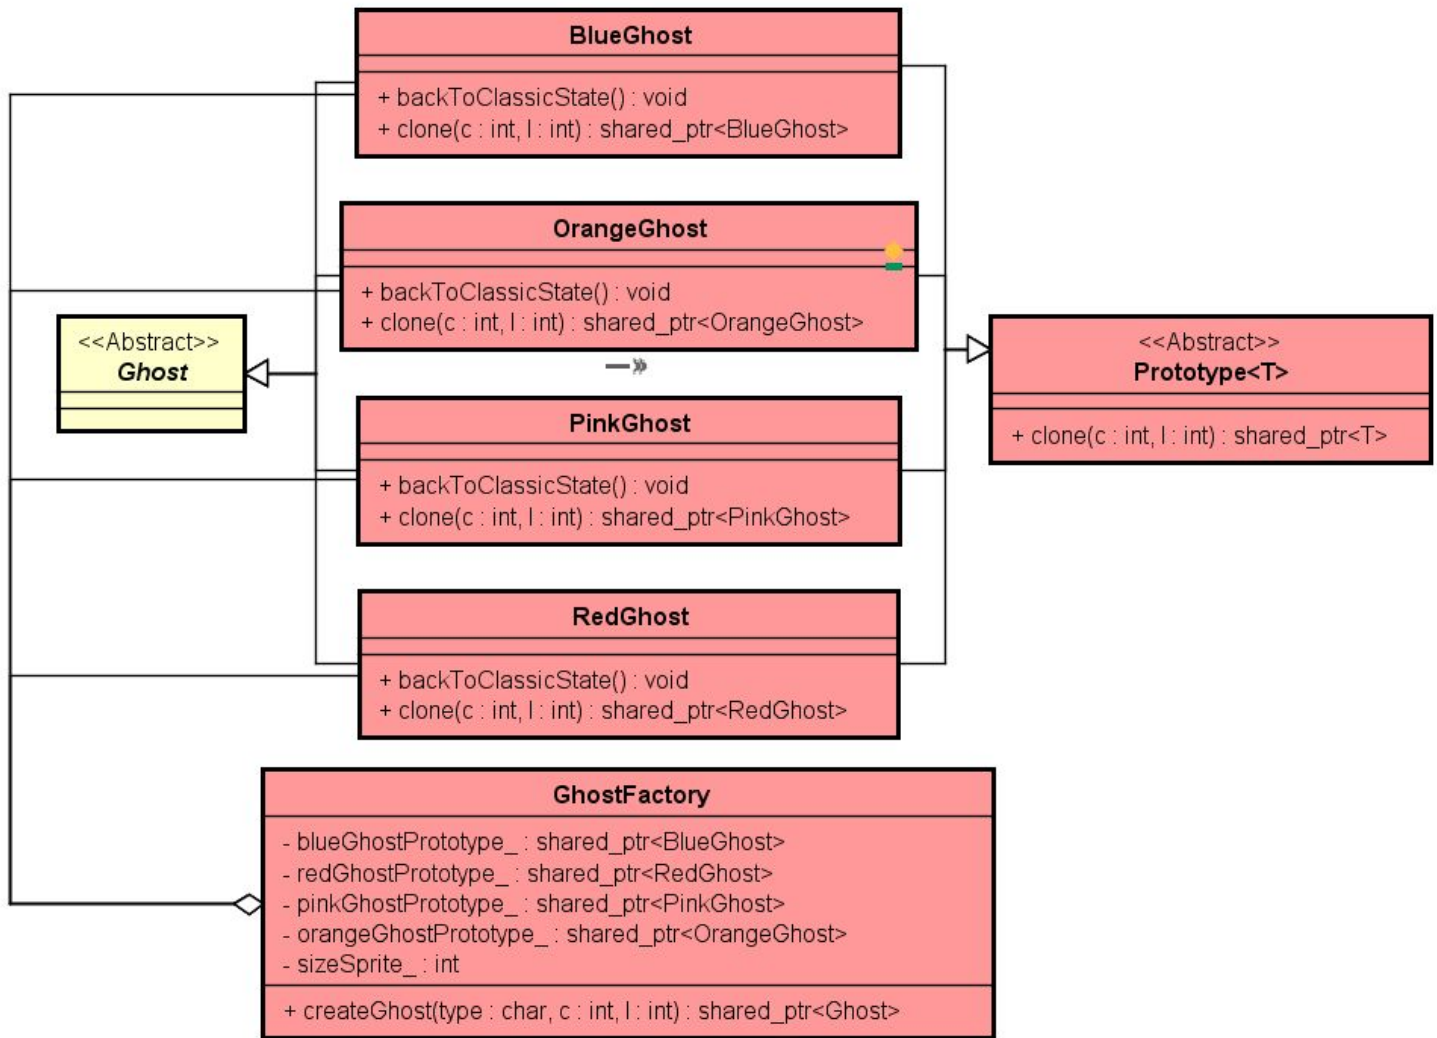 BlueGhost
+ backToClassicState() : void
+ clone(c : int, l : int) : shared_ptr<BlueGhost>
OrangeGhost
+ backToClassicState() : void
+ clone(c : int, l : int) : shared_ptr<OrangeGhost>
<<Abstract>>
Ghost
<<Abstract>>
Prototype<T>
+ clone(c : int, l : int) : shared_ptr<T>
PinkGhost
+ backToClassicState() : void
+ clone(c : int, l : int) : shared_ptr<PinkGhost>
RedGhost
+ backToClassicState() : void
+ clone(c : int, l : int) : shared_ptr<RedGhost>
GhostFactory
- blueGhostPrototype_ : shared_ptr<BlueGhost>
- redGhostPrototype_ : shared_ptr<RedGhost>
- pinkGhostPrototype_ : shared_ptr<PinkGhost>
- orangeGhostPrototype_ : shared_ptr<OrangeGhost>
- sizeSprite_ : int
+ createGhost(type : char, c : int, l : int) : shared_ptr<Ghost>